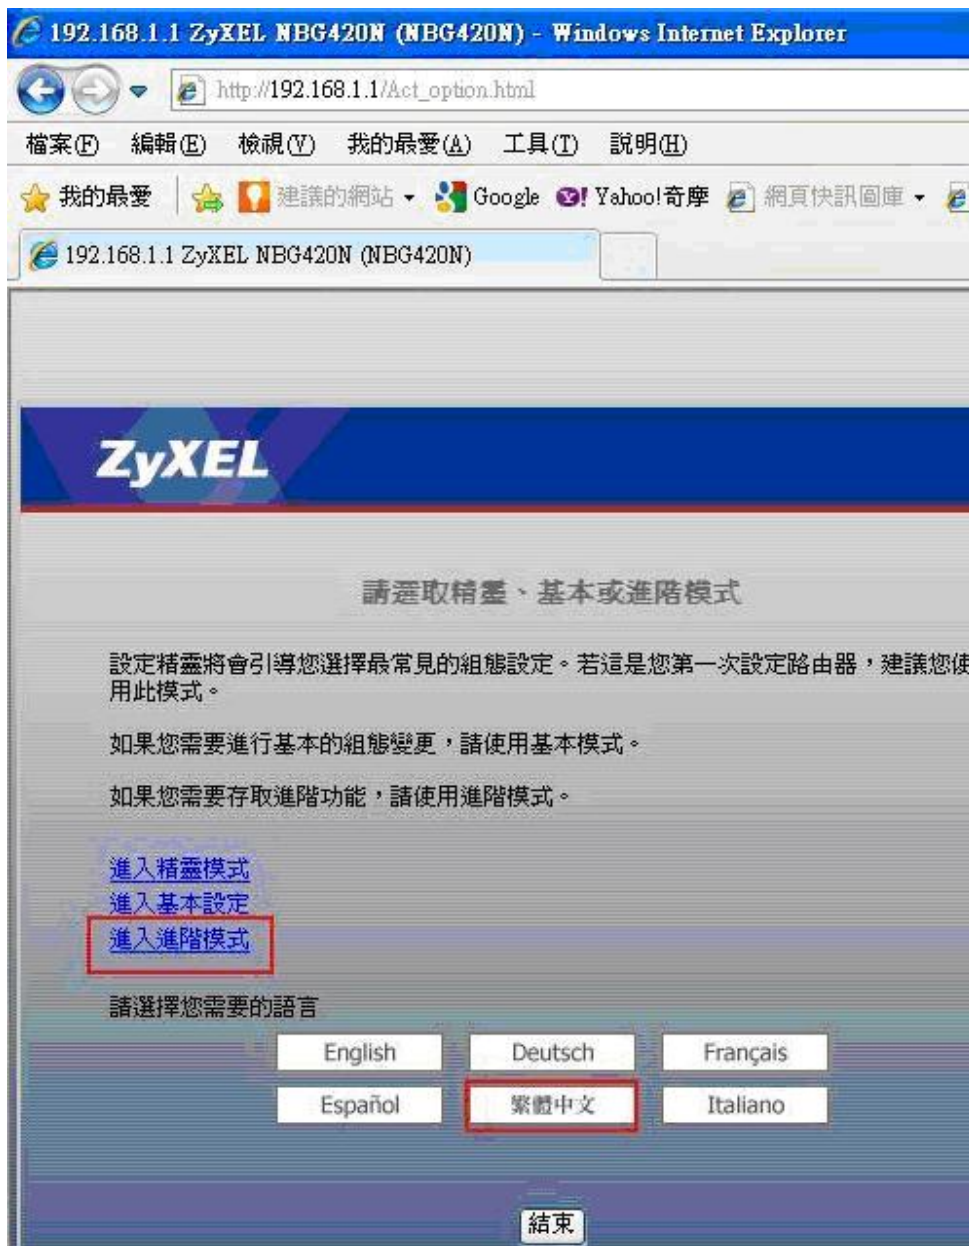 192.168.1.1 ZyXEL NBG420N (NBG420N) - Windows Internet Explorer
http://192.168.1.1/Act_option.html
檔案(F) 編輯(E) 檢視(V) 我的最愛(A) 工具(T) 說明(H)
我的最愛 建議的網站 Google Yahoo!奇摩 網頁快訊圖庫
192.168.1.1 ZyXEL NBG420N (NBG420N)
ZyXEL
請選取精靈、基本或進階模式
設定精靈將會引導您選擇最常見的組態設定。若這是您第一次設定路由器，建議您使
用此模式。
如果您需要進行基本的組態變更，請使用基本模式。
如果您需要存取進階功能，請使用進階模式。
進入精靈模式
進入基本設定
進入進階模式
請選擇您需要的語言
English Deutsch Français
Español 繁體中文 Italiano
結束